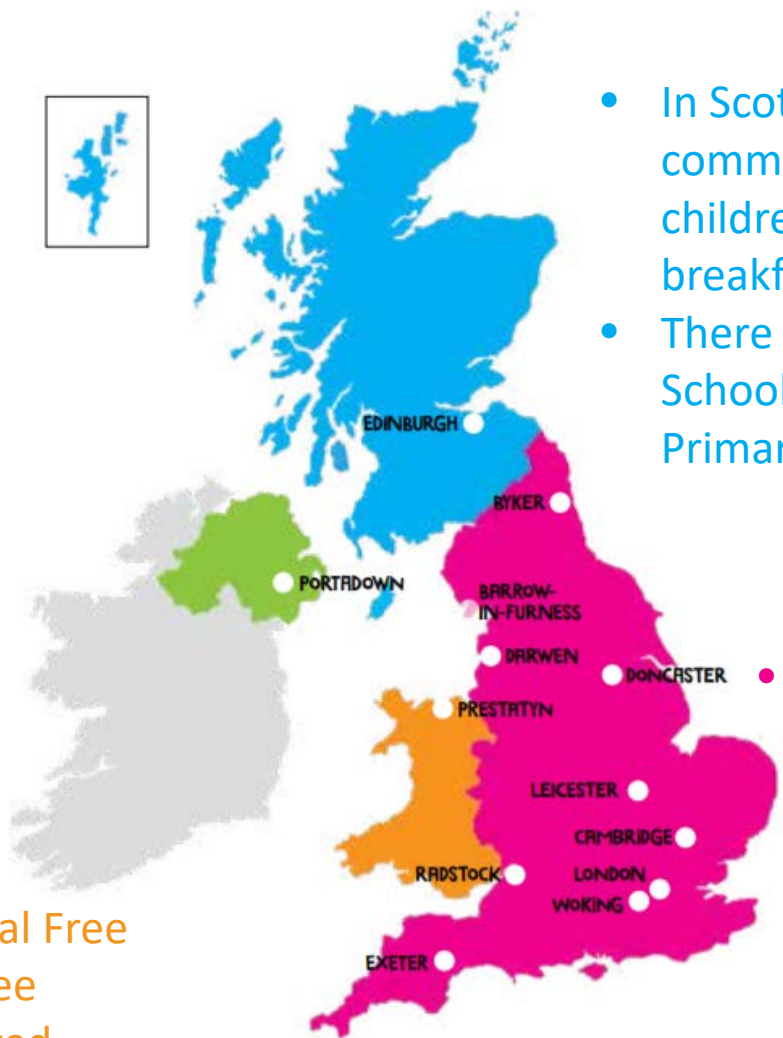 • In Scot
comm
childre
breakf
• There
School
Primar
EDINBURGH
BYKER
PORTADOWN
BARROW-
IN-FURNESS
DARWEN
DONCASTER •
PRESTATYN
LEICESTER
CAMBRIDGE
RADSTOCK
LONDON
WOKING
al Free
EXETER
ee